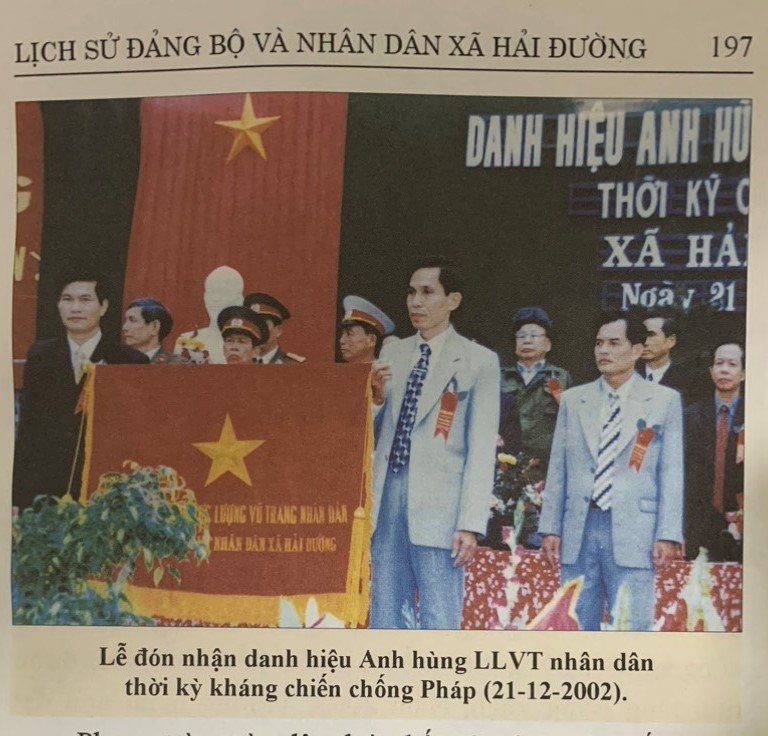 LỊCH SỬ ĐẢNG BỘ VÀ NHÂN DÂN XÃ HẢI ĐƯỜNG 197
DANH HIỆU ANH HÙ
THỜI KỲ C
XÃ HẢ
Ngày 21
LƯỢNG VŨ TRANG NHÂN DÂN
NHÂN DÂN XÃ HẢI ĐƯỜNG
Lễ đón nhận danh hiệu Anh hùng LLVT nhân dân
thời kỳ kháng chiến chống Pháp (21-12-2002).